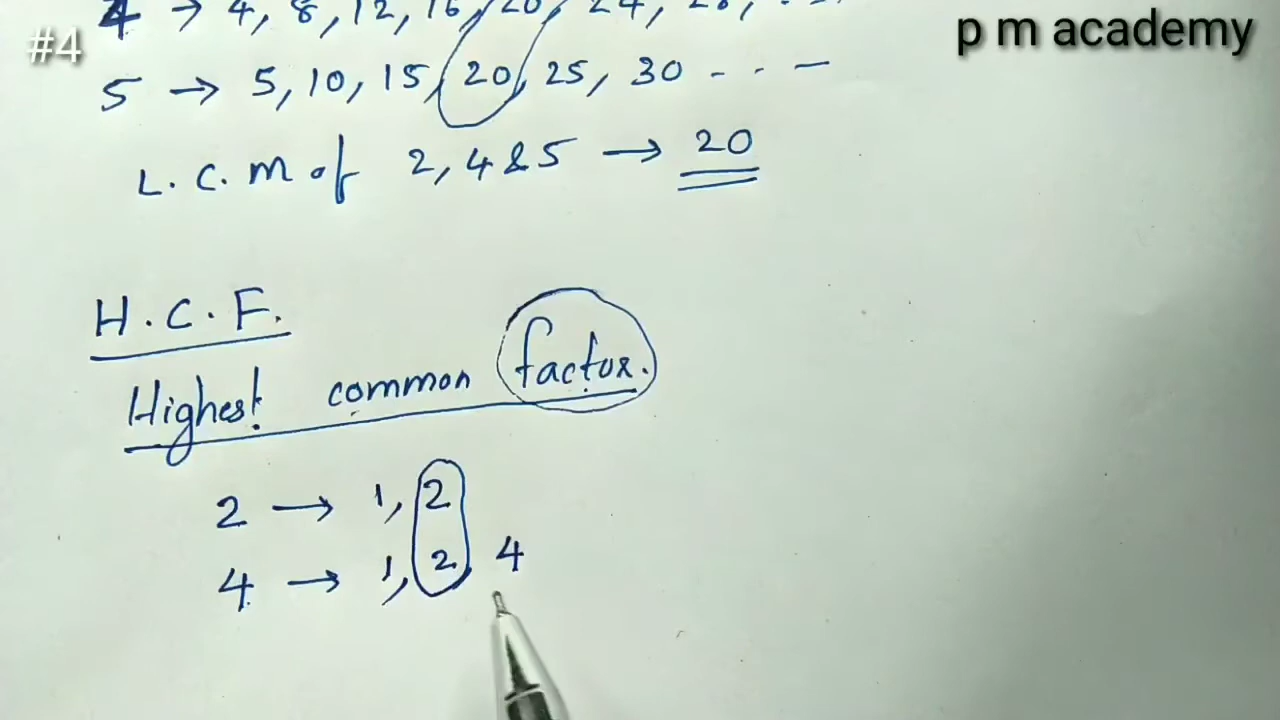 #4
p m academy
4 → 4, 8, 12, 16, 20, 24, 28, ...
5 → 5, 10, 15, 20, 25, 30 - - -
L.C.M of 2, 4 & 5 → 20
H.C.F.
Highest common factor.
2 → 1, 2
4 → 1, 2, 4